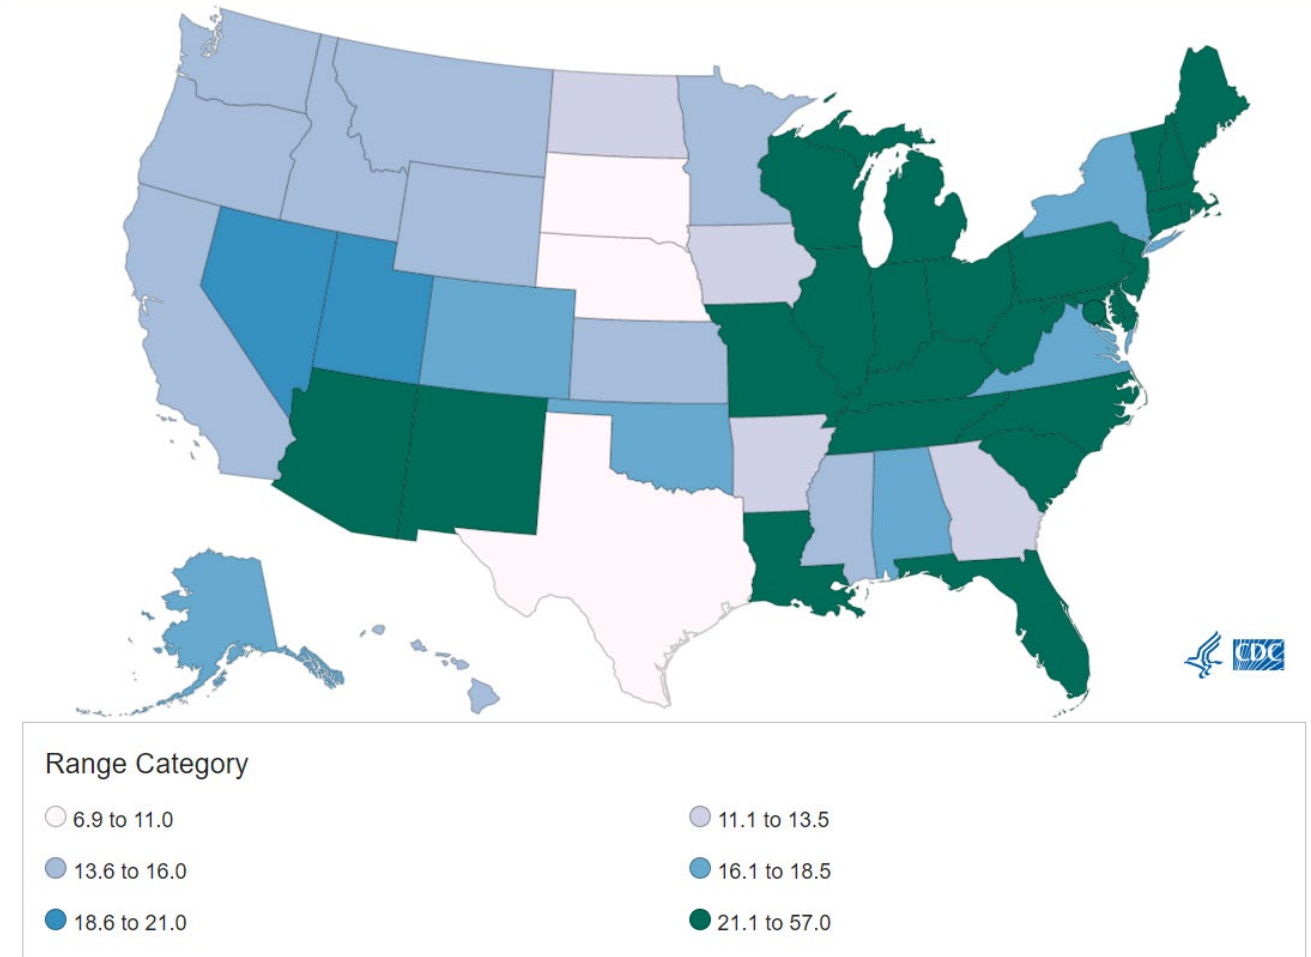 CDC
Range Category
6.9 to 11.0
11.1 to 13.5
13.6 to 16.0
16.1 to 18.5
18.6 to 21.0
21.1 to 57.0